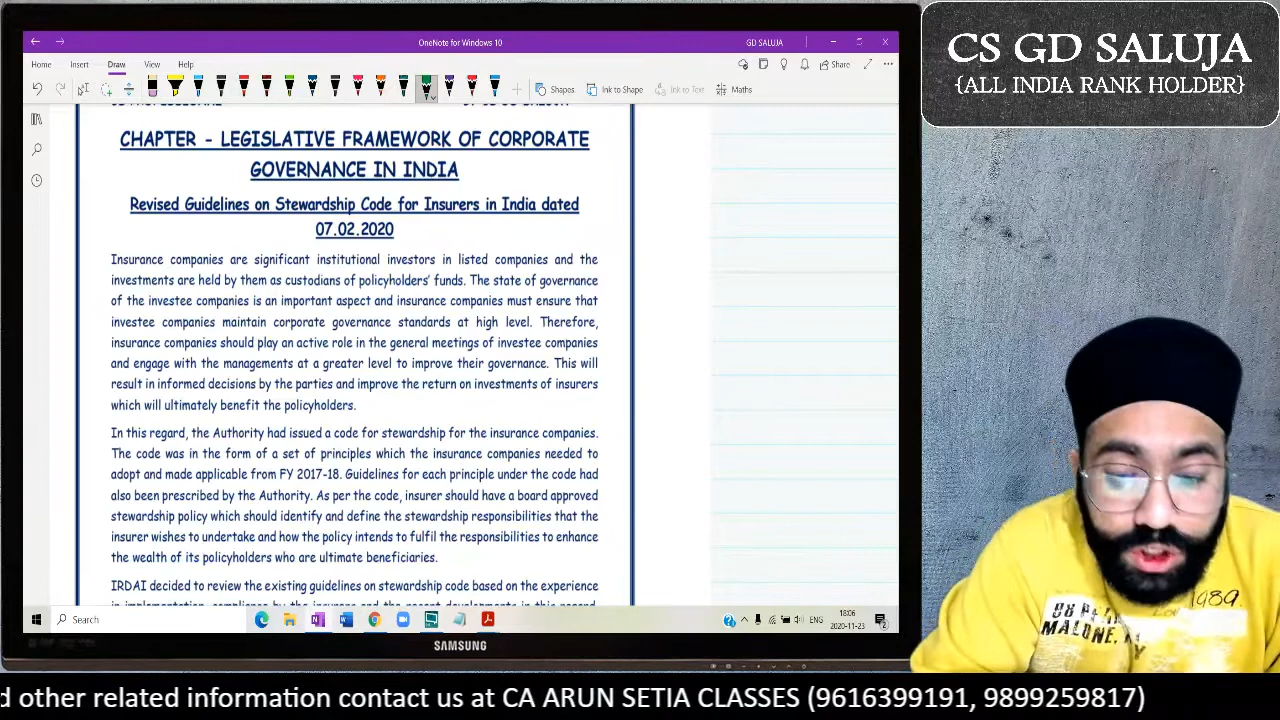 OneNote for Windows 10
GD SALUJA
Home Insert Draw View Help
Share
Shapes
Ink to Shape
Ink to Text
Maths
CHAPTER - LEGISLATIVE FRAMEWORK OF CORPORATE
GOVERNANCE IN INDIA
Revised Guidelines on Stewardship Code for Insurers in India dated
07.02.2020
Insurance companies are significant institutional investors in listed companies and the
investments are held by them as custodians of policyholders' funds. The state of governance
of the investee companies is an important aspect and insurance companies must ensure that
investee companies maintain corporate governance standards at high level. Therefore,
insurance companies should play an active role in the general meetings of investee companies
and engage with the managements at a greater level to improve their governance. This will
result in informed decisions by the parties and improve the return on investments of insurers
which will ultimately benefit the policyholders.
In this regard, the Authority had issued a code for stewardship for the insurance companies.
The code was in the form of a set of principles which the insurance companies needed to
adopt and made applicable from FY 2017-18. Guidelines for each principle under the code had
also been prescribed by the Authority. As per the code, insurer should have a board approved
stewardship policy which should identify and define the stewardship responsibilities that the
insurer wishes to undertake and how the policy intends to fulfil the responsibilities to enhance
the wealth of its policyholders who are ultimate beneficiaries.
IRDAI decided to review the existing guidelines on stewardship code based on the experience
Search
ENG
18:06
2020-11-23
SAMSUNG
CS GD SALUJA
{ALL INDIA RANK HOLDER}
1989.
MALONE,
d other related information contact us at CA ARUN SETIA CLASSES (9616399191, 9899259817)